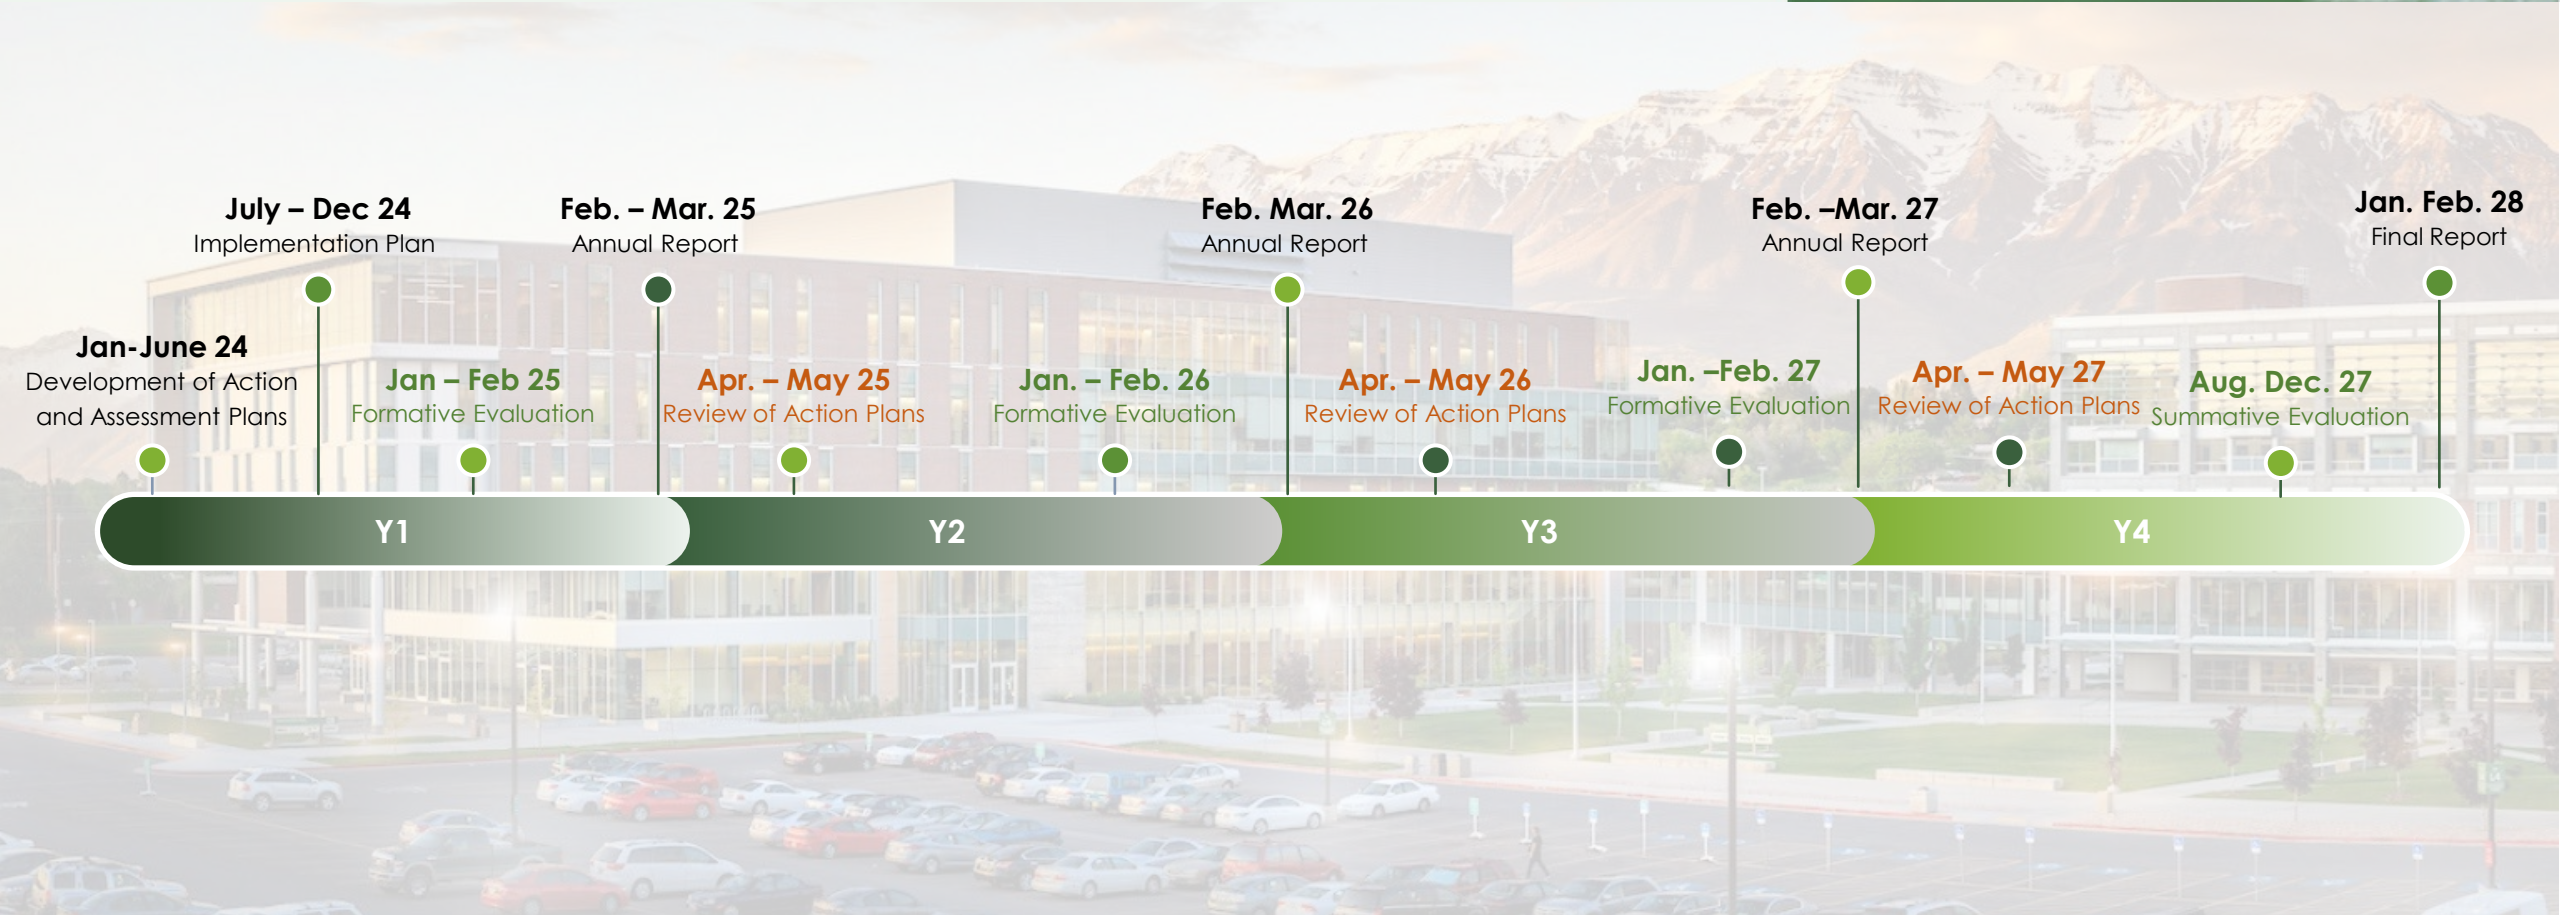 July – Dec 24
Implementation Plan
Feb. – Mar. 25
Annual Report
Feb. Mar. 26
Annual Report
Feb. –Mar. 27
Annual Report
Jan. Feb. 28
Final Report
Jan-June 24
Development of Action
and Assessment Plans
Jan – Feb 25
Formative Evaluation
Apr. – May 25
Review of Action Plans
Jan. – Feb. 26
Formative Evaluation
Apr. – May 26
Review of Action Plans
Jan. –Feb. 27
Formative Evaluation
Apr. – May 27
Review of Action Plans
Aug. Dec. 27
Summative Evaluation
Y1
Y2
Y3
Y4